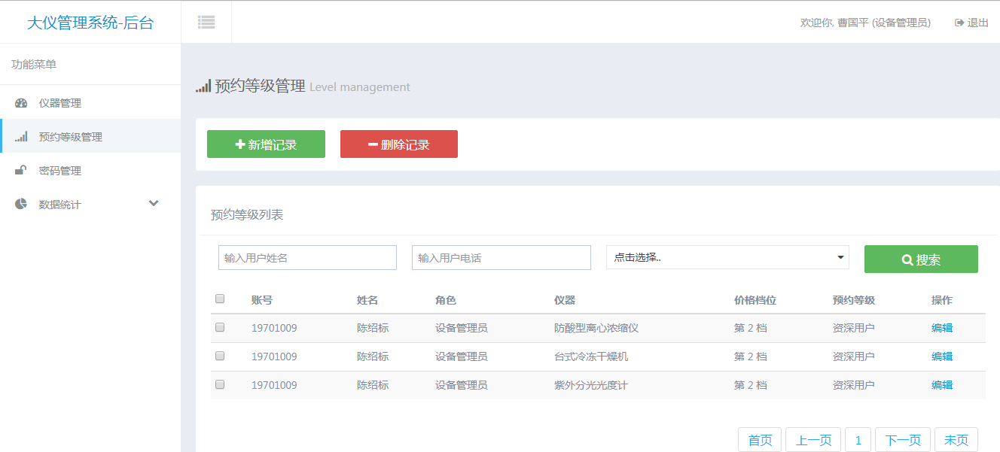 大仪管理系统-后台
欢迎你, 曹国平 (设备管理员) 退出
功能菜单
仪器管理
预约等级管理
密码管理
数据统计
预约等级管理 Level management
新增记录 删除记录
预约等级列表
输入用户姓名 输入用户电话 点击选择.. 搜索
账号 姓名 角色 仪器 价格档位 预约等级 操作
19701009 陈绍标 设备管理员 防酸型离心浓缩仪 第 2 档 资深用户 编辑
19701009 陈绍标 设备管理员 台式冷冻干燥机 第 2 档 资深用户 编辑
19701009 陈绍标 设备管理员 紫外分光光度计 第 2 档 资深用户 编辑
首页 上一页 1 下一页 末页